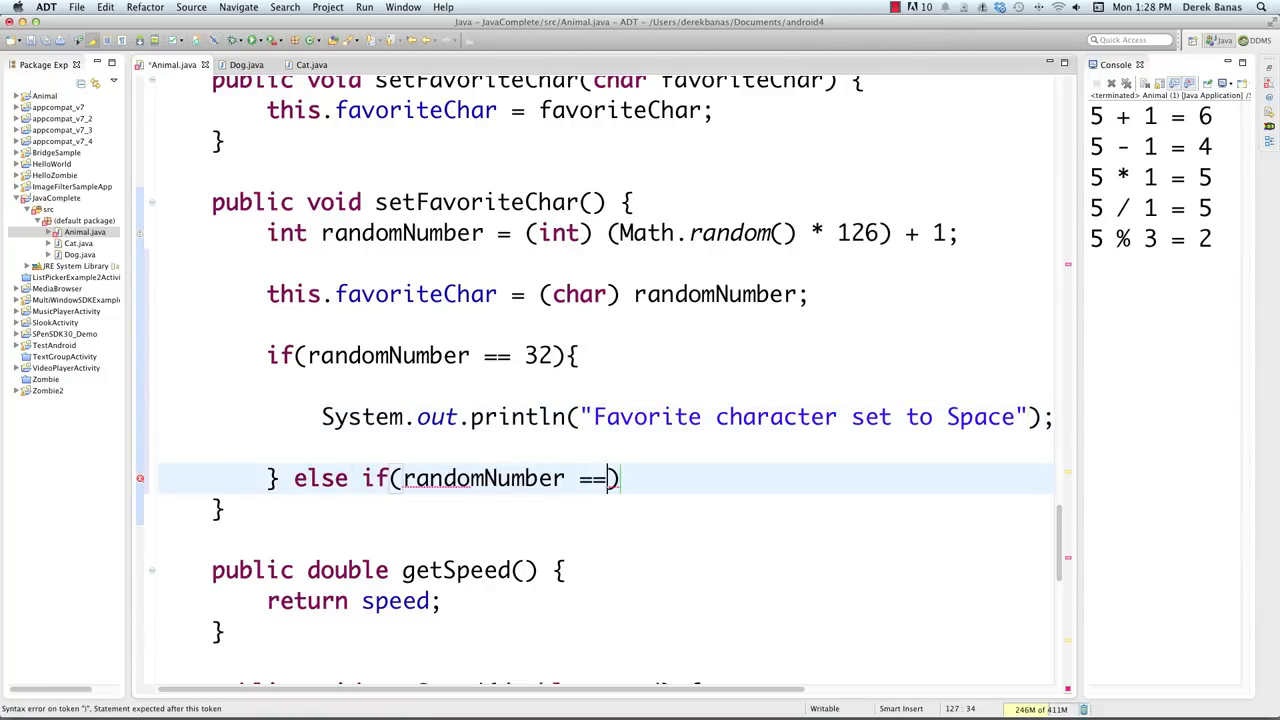 ADT File Edit Refactor Source Navigate Search Project Run Window Help 10 Mon 1:28 PM Derek Banas
Java - JavaComplete/src/Animal.java - ADT - /Users/derekbanas/Documents/android4
Quick Access Java DDMS
Package Exp
*Animal.java Dog.java Cat.java
Console
<terminated> Animal (1) [Java Application] /S
Animal
appcompat_v7
appcompat_v7_2
appcompat_v7_3
appcompat_v7_4
BridgeSample
HelloWorld
HelloZombie
ImageFilterSampleApp
JavaComplete
src
(default package)
Animal.java
Cat.java
Dog.java
JRE System Library [Ja
ListPickerExample2Activi
MediaBrowser
MultiWindowSDKExample
MusicPlayerActivity
SlookActivity
SPenSDK30_Demo
TestAndroid
TextGroupActivity
VideoPlayerActivity
Zombie
Zombie2
public void setFavoriteChar(char favoriteChar) {
this.favoriteChar = favoriteChar;
}
public void setFavoriteChar() {
int randomNumber = (int) (Math.random() * 126) + 1;
this.favoriteChar = (char) randomNumber;
if(randomNumber == 32){
System.out.println("Favorite character set to Space");
} else if(randomNumber ==)
}
public double getSpeed() {
return speed;
}
5 + 1 = 6
5 - 1 = 4
5 * 1 = 5
5 / 1 = 5
5 % 3 = 2
Syntax error on token ")", Statement expected after this token
Writable Smart Insert 127 : 34 246M of 411M